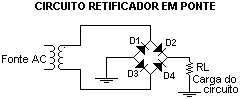 CIRCUITO RETIFICADOR EM PONTE
D1 D2
Fonte AC
D3 D4
RL
Carga do
circuito